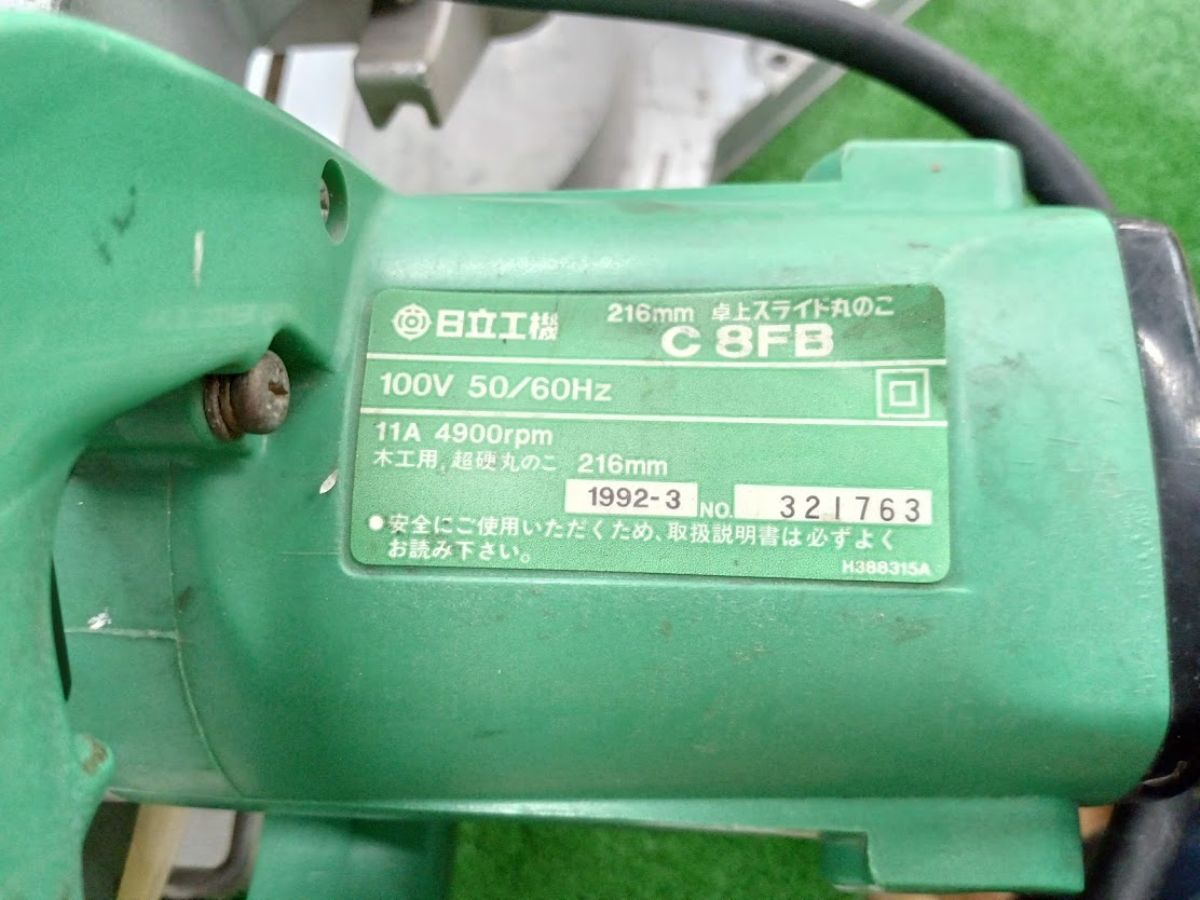 日立工機 216mm 卓上スライド丸のこ
C 8FB
100V 50/60Hz
11A 4900rpm
木工用, 超硬丸のこ 216mm
1992-3 NO. 321763
●安全にご使用いただくため、取扱説明書は必ずよく
お読み下さい。
H388315A